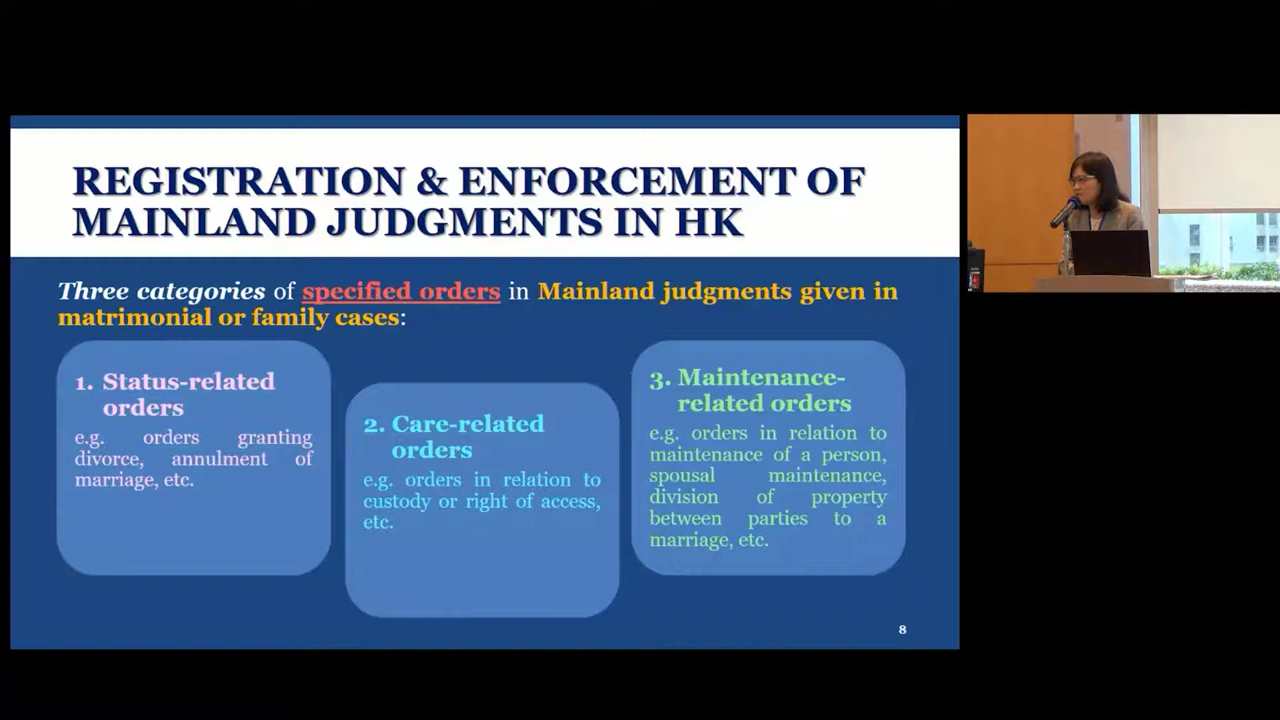 REGISTRATION & ENFORCEMENT OF
MAINLAND JUDGMENTS IN HK
Three categories of specified orders in Mainland judgments given in
matrimonial or family cases:
1. Status-related
orders
e.g. orders granting
divorce, annulment of
marriage, etc.
2. Care-related
orders
e.g. orders in relation to
custody or right of access,
etc.
3. Maintenance-
related orders
e.g. orders in relation to
maintenance of a person,
spousal maintenance,
division of property
between parties to a
marriage, etc.
8